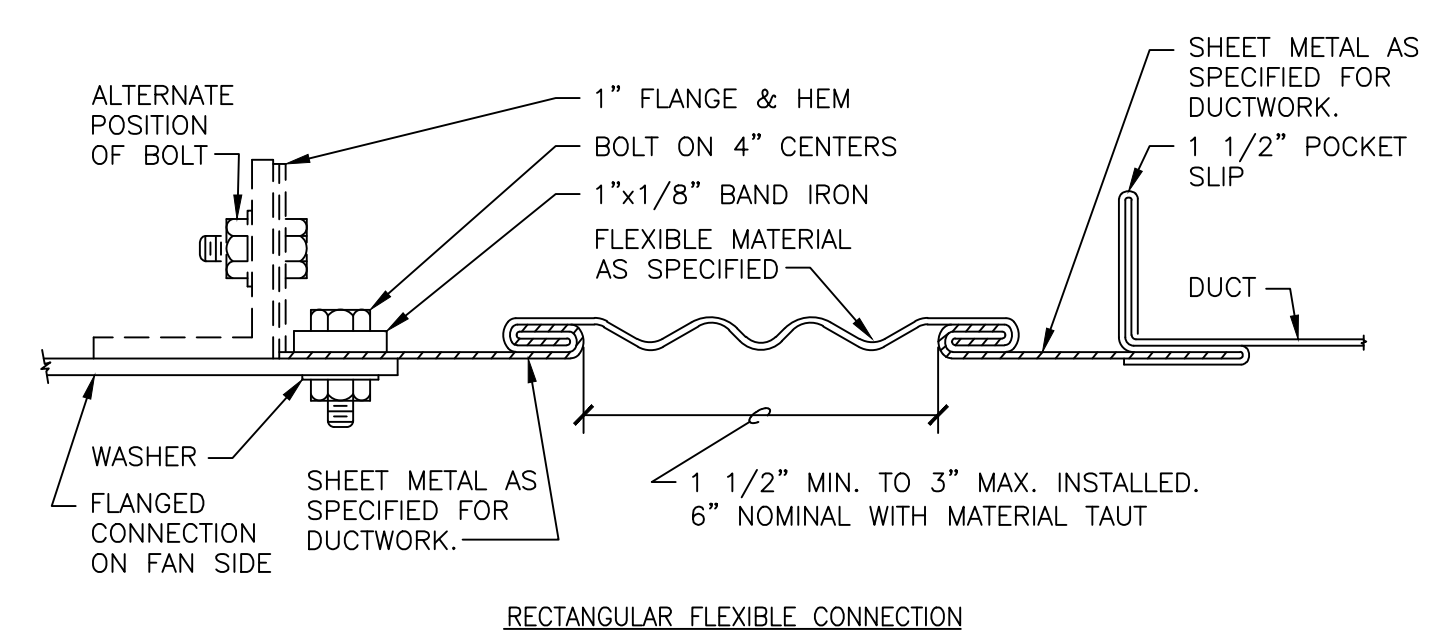 ALTERNATE
POSITION
OF BOLT
1" FLANGE & HEM
BOLT ON 4" CENTERS
1"x1/8" BAND IRON
FLEXIBLE MATERIAL
AS SPECIFIED
SHEET METAL AS
SPECIFIED FOR
DUCTWORK.
1 1/2" POCKET
SLIP
DUCT
WASHER
FLANGED
CONNECTION
ON FAN SIDE
SHEET METAL AS
SPECIFIED FOR
DUCTWORK.
1 1/2" MIN. TO 3" MAX. INSTALLED.
6" NOMINAL WITH MATERIAL TAUT
RECTANGULAR FLEXIBLE CONNECTION